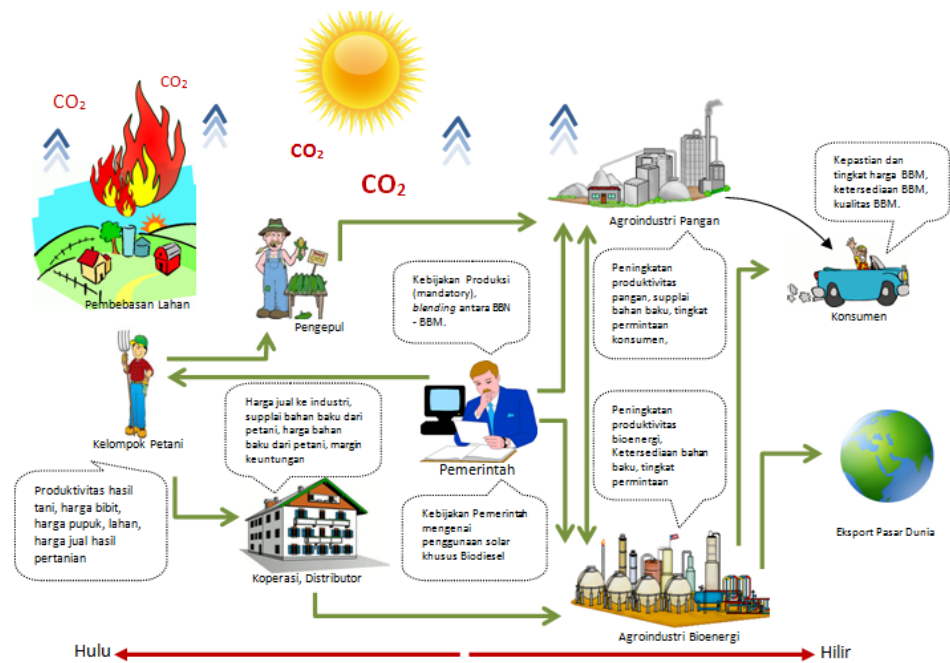 CO₂
CO₂
CO₂
CO₂
Pembebasan Lahan
Pengepul
Agroindustri Pangan
Kepastian dan
tingkat harga BBM,
ketersediaan BBM,
kualitas BBM.
Konsumen
Kebijakan Produksi
(mandatory),
blending antara BBN
- BBM.
Peningkatan
produktivitas
pangan, supplai
bahan baku, tingkat
permintaan
konsumen,
Kelompok Petani
Harga jual ke industri,
supplai bahan baku dari
petani, harga bahan
baku dari petani, margin
keuntungan
Pemerintah
Peningkatan
produktivitas
bioenergi,
Ketersediaan bahan
baku, tingkat
permintaan
Produktivitas hasil
tani, harga bibit,
harga pupuk, lahan,
harga jual hasil
pertanian
Koperasi, Distributor
Kebijakan Pemerintah
mengenai
penggunaan solar
khusus Biodiesel
Eksport Pasar Dunia
Agroindustri Bioenergi
Hulu
Hilir